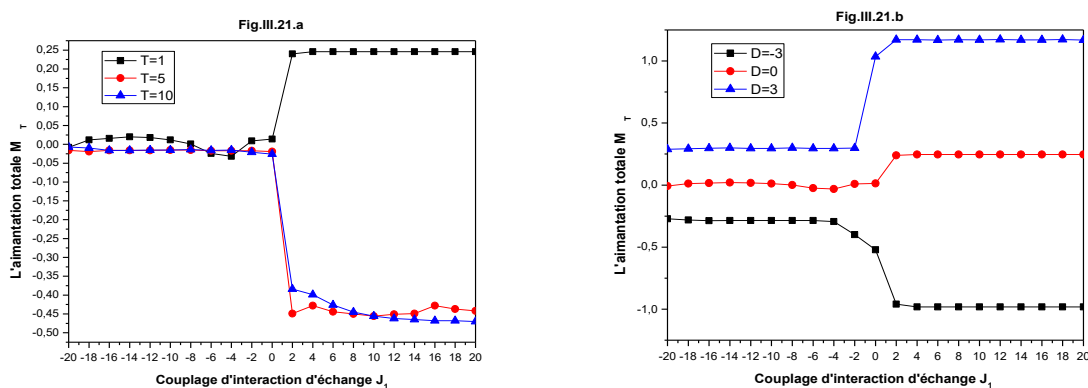 Fig.III.21.a
T=1
T=5
T=10
L'aimantation totale M T
0,25
0,20
0,15
0,10
0,05
0,00
-0,05
-0,10
-0,15
-0,20
-0,25
-0,30
-0,35
-0,40
-0,45
-0,50
-20 -18 -16 -14 -12 -10 -8 -6 -4 -2 0 2 4 6 8 10 12 14 16 18 20
Couplage d'interaction d'échange J1
Fig.III.21.b
D=-3
D=0
D=3
L'aimantation totale M T
1,0
0,5
0,0
-0,5
-1,0
-20 -18 -16 -14 -12 -10 -8 -6 -4 -2 0 2 4 6 8 10 12 14 16 18 20
Couplage d'interaction d'échange J1